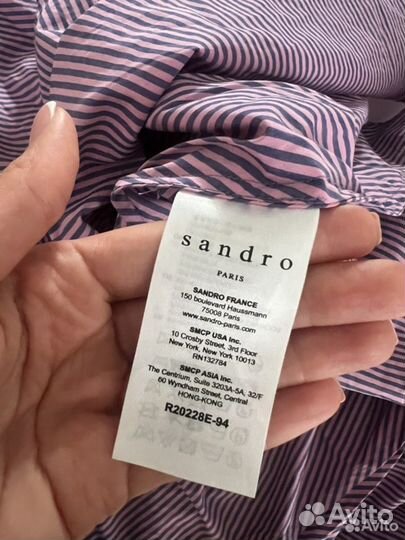 sandro
PARIS
SANDRO FRANCE
150 boulevard Haussmann
75008 Paris
www.sandro-paris.com
SMCP USA Inc.
10 Crosby Street, 3rd Floor
New York, New York 10013
RN132784
SMCP ASIA Inc.
The Centrium, Suite 3203A-5A, 32/F
60 Wyndham Street, Central
HONG-KONG
R20228E-94
Avito
Avito